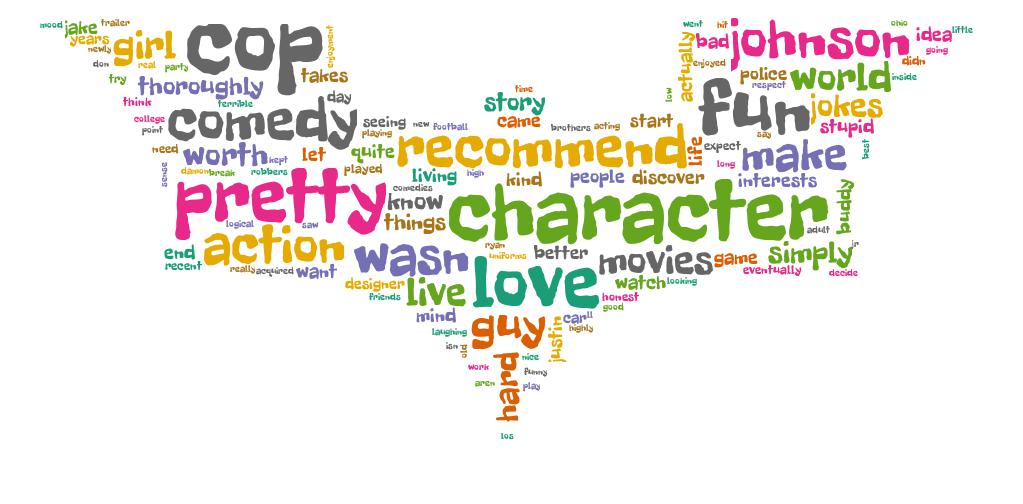 mood jake trailer
years
newly
girl
cop
enjoyment
don
real
party
try
thoroughly
takes
think
terrible
day
college
point
comedy
seeing
new
football
playing
time
story
came
brothers
acting
start
went
hit
bad
johnson
ohio
idea
little
going
actually
enjoyed
didn
police
respect
world
inside
low
fun
jokes
say
stupid
need
worth
kept
let
quite
recommend
life
expect
make
best
sense
damon
break
robbers
played
living
high
kind
people
discover
long
interests
pretty
comedies
know
things
character
adult
buddy
logical
saw
end
recent
action
really
acquired
want
wasn
ryan
uniforms
better
movies
game
eventually
simply
jr
decide
designer
friends
live
love
watch
looking
honest
good
mind
laughing
guy
justin
car
ll
highly
isn
old
hard
nice
work
funny
aren
play
los